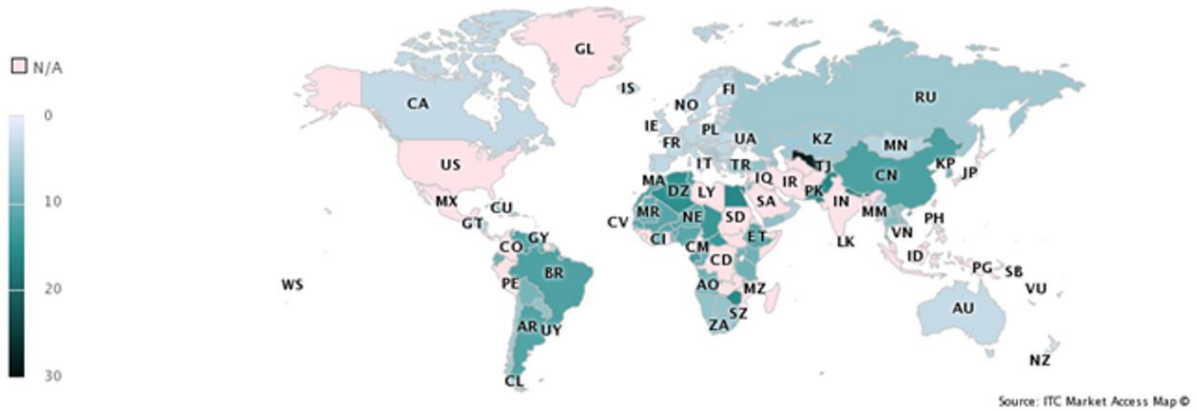 N/A
0
10
20
30
GL
IS
CA
NO
FI
RU
IE
PL
UA
FR
KZ
MN
US
IT
TR
TJ
CN
KP
JP
MA
DZ
LY
IQ
IR
PK
IN
SA
MX
CU
GT
CV
MR
NE
SD
MM
VN
PH
GY
CO
CI
CM
ET
LK
BR
CD
ID
PG
SB
WS
PE
AO
MZ
VU
AR
UY
SZ
ZA
AU
CL
NZ
Source: ITC Market Access Map ©